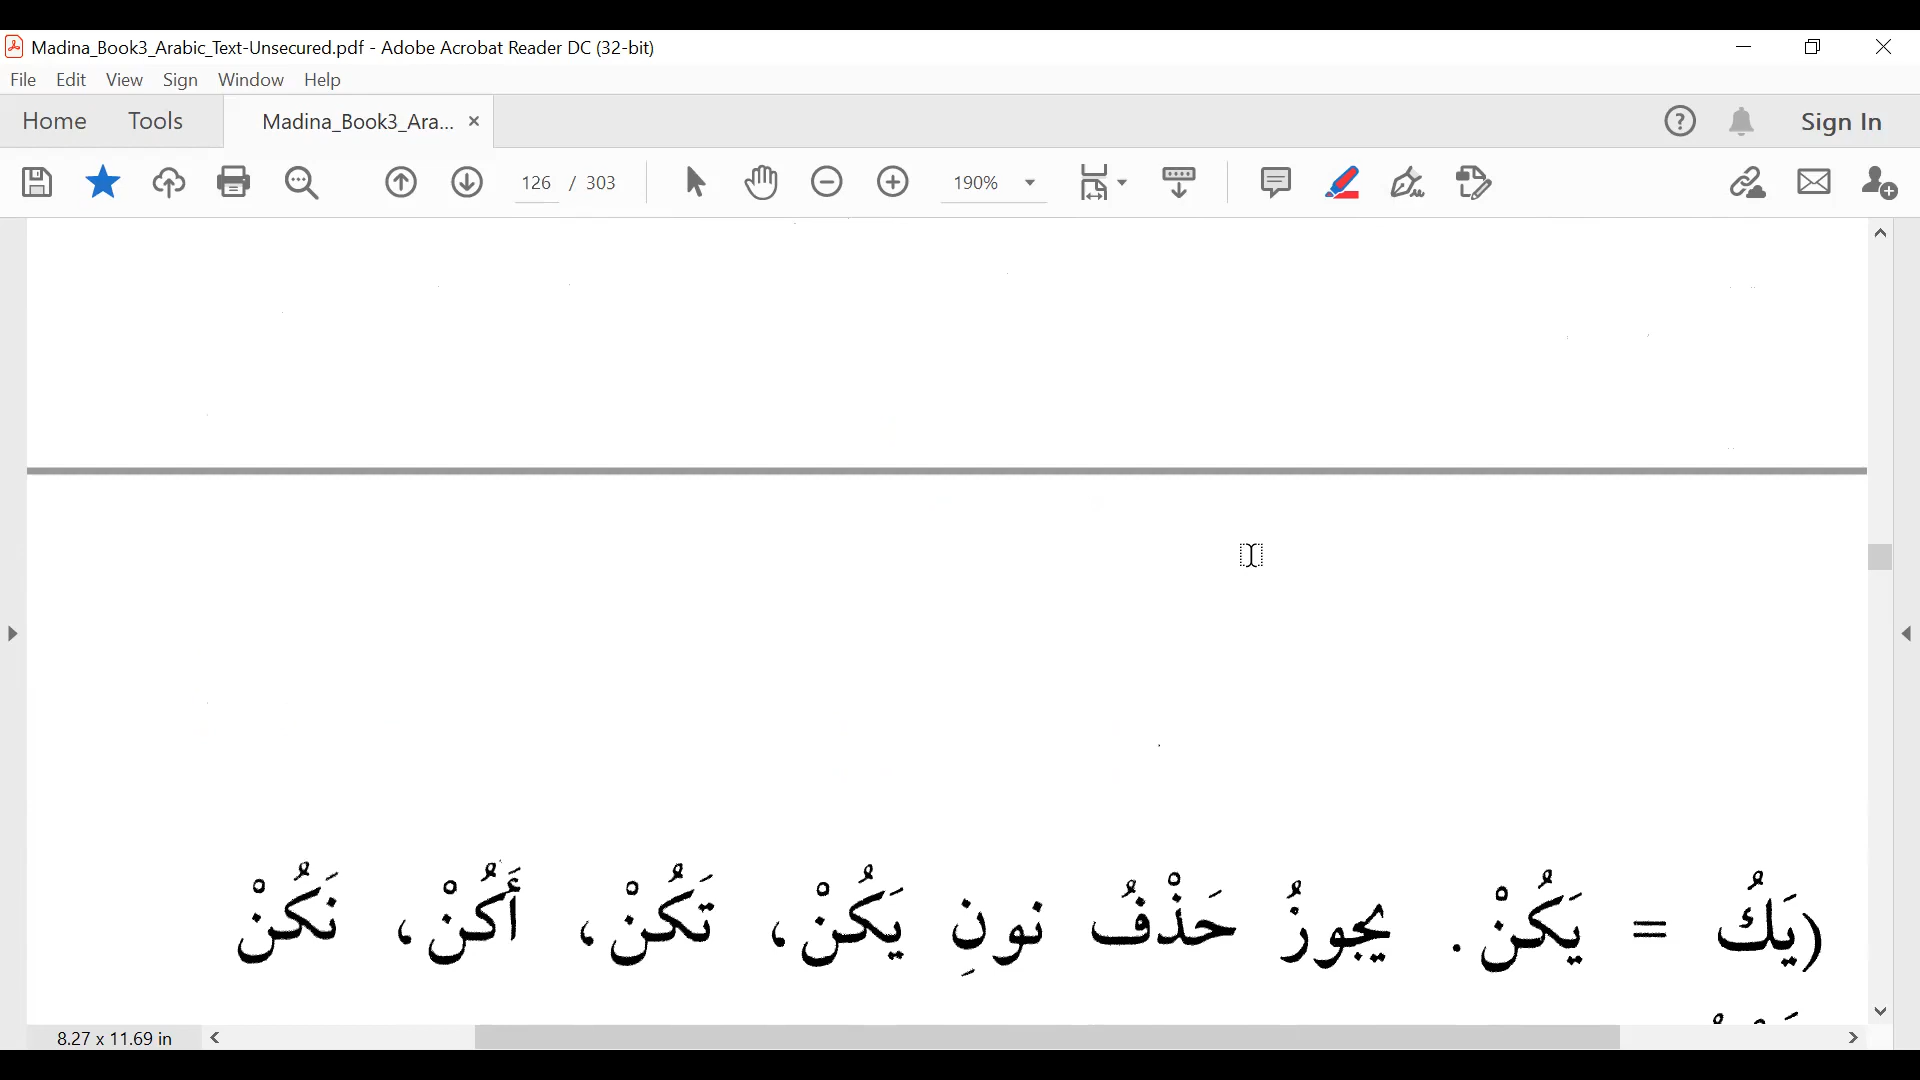 Madina_Book3_Arabic_Text-Unsecured.pdf - Adobe Acrobat Reader DC (32-bit)
File Edit View Sign Window Help
Home Tools Madina_Book3_Ara... × Sign In
126 / 303 190%
(يَكُ = يَكُنْ. يجوزُ حَذْفُ نونِ يَكُنْ، تَكُنْ، أَكُنْ، نَكُنْ
8.27 x 11.69 in